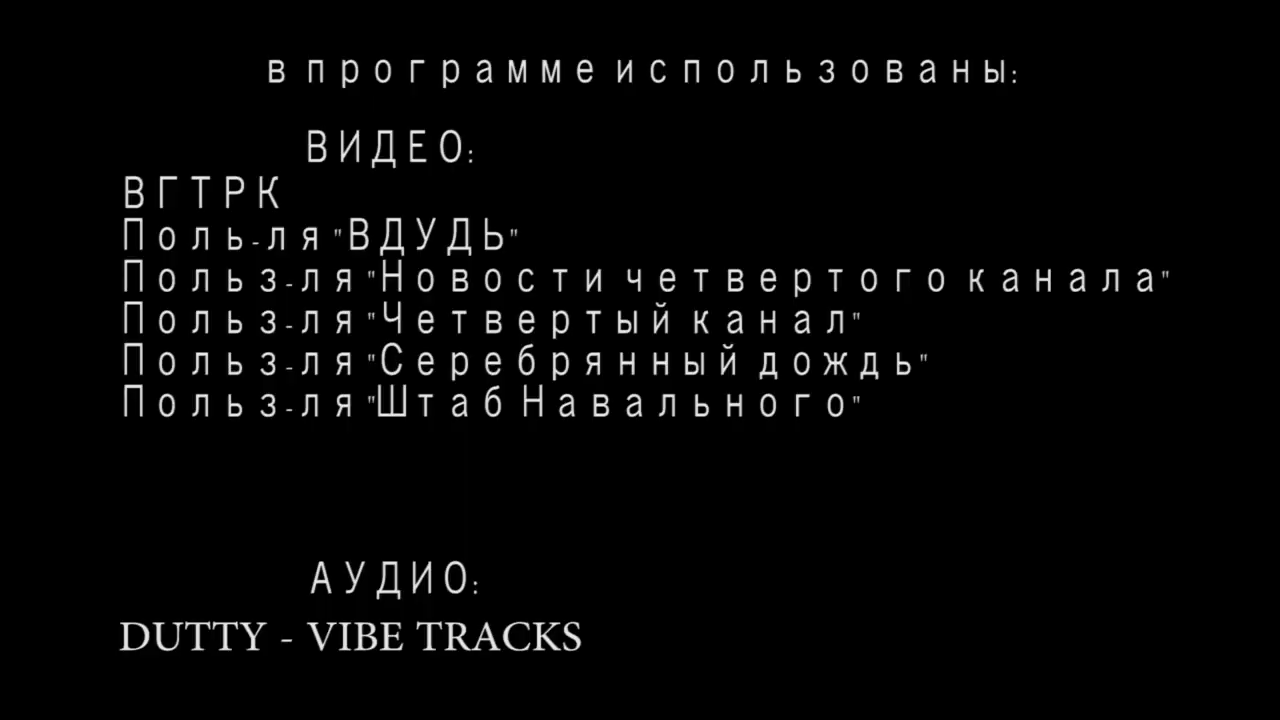 в программе использованы:
ВИДЕО:
ВГТРК
Поль-ля "ВДУДЬ"
Польз-ля "Новости четвертого канала"
Польз-ля "Четвертый канал"
Польз-ля "Серебрянный дождь"
Польз-ля "Штаб Навального"
АУДИО:
DUTTY - VIBE TRACKS